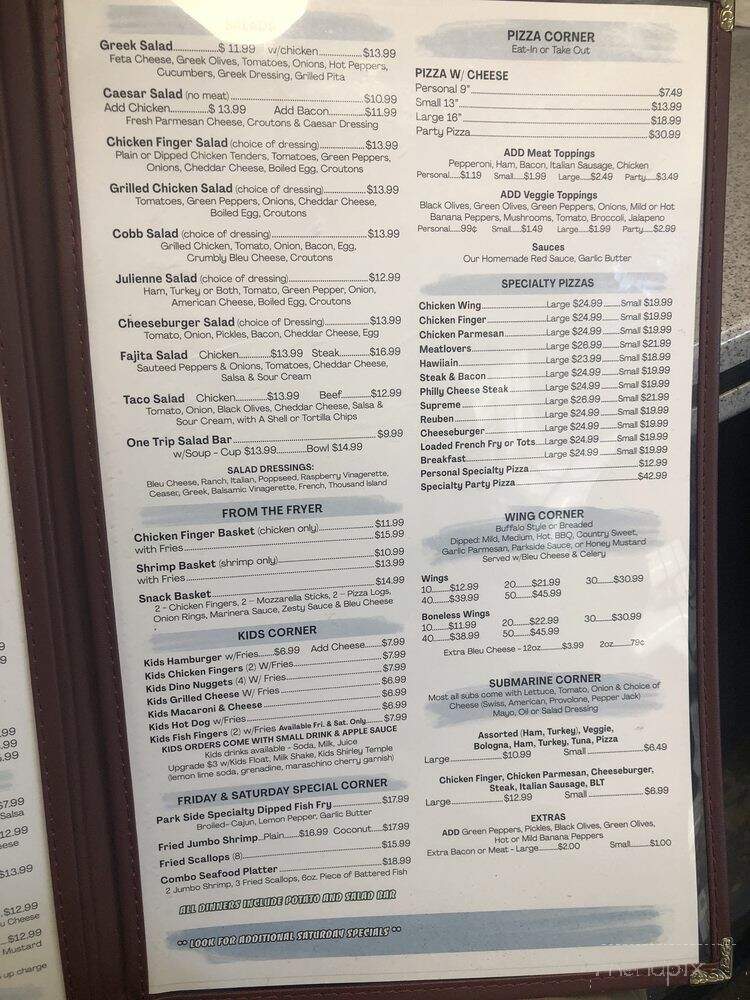 SALADS
Greek Salad....................$ 11.99 w/chicken....................$13.99
Feta Cheese, Greek Olives, Tomatoes, Onions, Hot Peppers,
Cucumbers, Greek Dressing, Grilled Pita
Caesar Salad (no meat)....................$10.99
Add Chicken....................$ 13.99 Add Bacon....................$11.99
Fresh Parmesan Cheese, Croutons & Caesar Dressing
Chicken Finger Salad (choice of dressing)....................$13.99
Plain or Dipped Chicken Tenders, Tomatoes, Green Peppers,
Onions, Cheddar Cheese, Boiled Egg, Croutons
Grilled Chicken Salad (choice of dressing)....................$13.99
Tomatoes, Green Peppers, Onions, Cheddar Cheese,
Boiled Egg, Croutons
Cobb Salad (choice of dressing)....................$13.99
Grilled Chicken, Tomato, Onion, Bacon, Egg,
Crumbly Bleu Cheese, Croutons
Julienne Salad (choice of dressing)....................$12.99
Ham, Turkey or Both, Tomato, Green Pepper, Onion,
American Cheese, Boiled Egg, Croutons
Cheeseburger Salad (choice of Dressing)....................$13.99
Tomato, Onion, Pickles, Bacon, Cheddar Cheese, Egg
Fajita Salad Chicken............$13.99 Steak............$16.99
Sauteed Peppers & Onions, Tomatoes, Cheddar Cheese,
Salsa & Sour Cream
Taco Salad Chicken............$13.99 Beef............$12.99
Tomato, Onion, Black Olives, Cheddar Cheese, Salsa &
Sour Cream, with A Shell or Tortilla Chips
One Trip Salad Bar....................$9.99
w/Soup - Cup $13.99............Bowl $14.99
SALAD DRESSINGS:
Bleu Cheese, Ranch, Italian, Poppseed, Raspberry Vinagerette,
Ceaser, Greek, Balsamic Vinagerette, French, Thousand Island
FROM THE FRYER
Chicken Finger Basket (chicken only)....................$11.99
with Fries....................$15.99
Shrimp Basket (shrimp only)....................$10.99
with Fries....................$13.99
Snack Basket....................$14.99
2 - Chicken Fingers, 2 - Mozzarella Sticks, 2 - Pizza Logs,
Onion Rings, Marinera Sauce, Zesty Sauce & Bleu Cheese
KIDS CORNER
Kids Hamburger w/Fries......$6.99 Add Cheese......$7.99
Kids Chicken Fingers (2) W/Fries....................$7.99
Kids Dino Nuggets (4) W/ Fries....................$7.99
Kids Grilled Cheese W/ Fries....................$6.99
Kids Macaroni & Cheese....................$6.99
Kids Hot Dog w/Fries....................$6.99
Kids Fish Fingers (2) w/Fries Available Fri. & Sat. Only......$7.99
KIDS ORDERS COME WITH SMALL DRINK & APPLE SAUCE
Kids drinks available - Soda, Milk, Juice
Upgrade $3 w/Kids Float, Milk Shake, Kids Shirley Temple
(lemon lime soda, grenadine, maraschino cherry garnish)
FRIDAY & SATURDAY SPECIAL CORNER
Park Side Specialty Dipped Fish Fry....................$17.99
Broiled- Cajun, Lemon Pepper, Garlic Butter
Fried Jumbo Shrimp...Plain......$16.99 Coconut......$17.99
Fried Scallops (8)....................$15.99
Combo Seafood Platter....................$18.99
2 Jumbo Shrimp, 3 Fried Scallops, 6oz. Piece of Battered Fish
ALL DINNERS INCLUDE POTATO AND SALAD BAR
** LOOK FOR ADDITIONAL SATURDAY SPECIALS **
PIZZA CORNER
Eat-In or Take Out
PIZZA W/ CHEESE
Personal 9"....................$7.49
Small 13"....................$13.99
Large 16"....................$18.99
Party Pizza....................$30.99
ADD Meat Toppings
Pepperoni, Ham, Bacon, Italian Sausage, Chicken
Personal.....$1.19 Small.....$1.99 Large.....$2.49 Party.....$3.49
ADD Veggie Toppings
Black Olives, Green Olives, Green Peppers, Onions, Mild or Hot
Banana Peppers, Mushrooms, Tomato, Broccoli, Jalapeno
Personal.....99¢ Small.....$1.49 Large.....$1.99 Party.....$2.99
Sauces
Our Homemade Red Sauce, Garlic Butter
SPECIALTY PIZZAS
Chicken Wing..........Large $24.99......Small $19.99
Chicken Finger..........Large $24.99......Small $19.99
Chicken Parmesan..........Large $24.99......Small $19.99
Meatlovers..........Large $26.99......Small $21.99
Hawiiain..........Large $23.99......Small $18.99
Steak & Bacon..........Large $24.99......Small $19.99
Philly Cheese Steak..........Large $24.99......Small $19.99
Supreme..........Large $26.99......Small $21.99
Reuben..........Large $24.99......Small $19.99
Cheeseburger..........Large $24.99......Small $19.99
Loaded French Fry or Tots....Large $24.99......Small $19.99
Breakfast..........Large $24.99......Small $19.99
Personal Specialty Pizza....................$12.99
Specialty Party Pizza....................$42.99
WING CORNER
Buffalo Style or Breaded
Dipped: Mild, Medium, Hot, BBQ, Country Sweet,
Garlic Parmesan, Parkside Sauce, or Honey Mustard
Served w/Bleu Cheese & Celery
Wings
10......$12.99 20......$21.99 30......$30.99
40......$39.99 50......$45.99
Boneless Wings
10......$11.99 20......$22.99 30......$30.99
40......$38.99 50......$45.99
Extra Bleu Cheese - 12oz......$3.99 2oz......79¢
SUBMARINE CORNER
Most all subs come with Lettuce, Tomato, Onion & Choice of
Cheese (Swiss, American, Provolone, Pepper Jack)
Mayo, Oil or Salad Dressing
Assorted (Ham, Turkey), Veggie,
Bologna, Ham, Turkey, Tuna, Pizza
Large............$10.99 Small............$6.49
Chicken Finger, Chicken Parmesan, Cheeseburger,
Steak, Italian Sausage, BLT
Large............$12.99 Small............$6.99
EXTRAS
ADD Green Peppers, Pickles, Black Olives, Green Olives,
Hot or Mild Banana Peppers
Extra Bacon or Meat - Large......$2.00 Small......$1.00
$7.99
Salsa
$13.99
$12.99
u Cheese
$12.99
Mustard
up charge
menupix